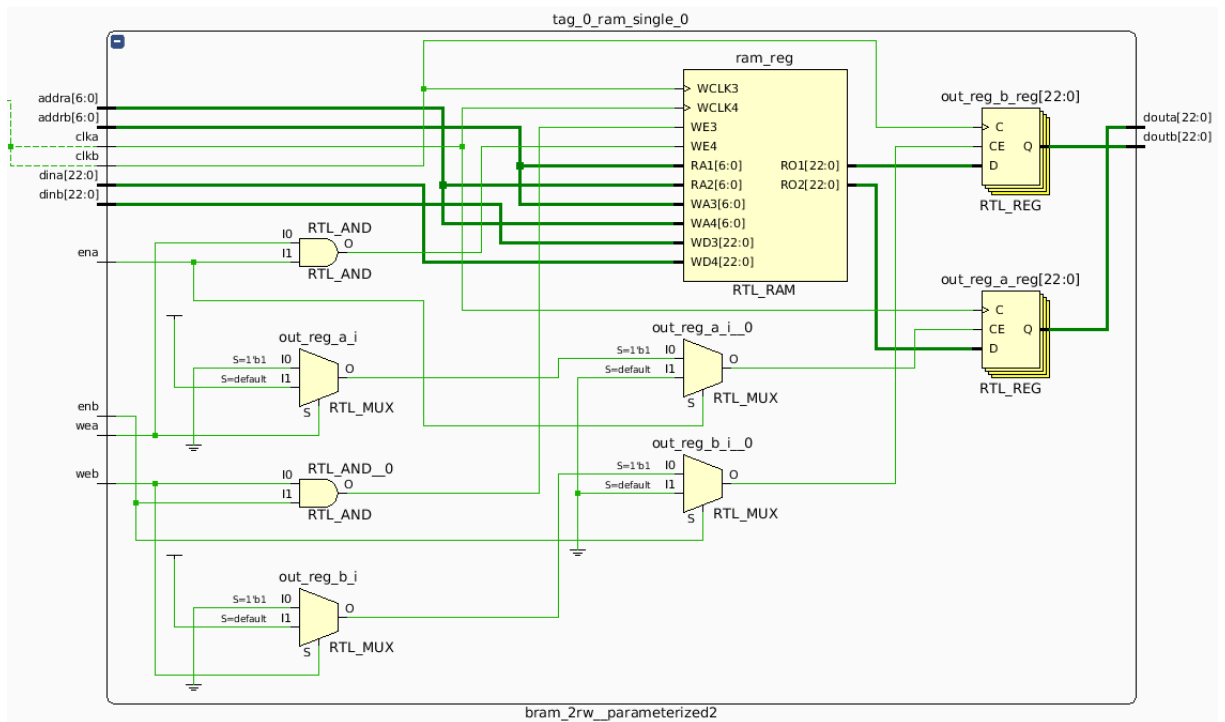 tag_0_ram_single_0
ram_reg
addra[6:0]
addrb[6:0]
clka
clkb
dina[22:0]
dinb[22:0]
ena
enb
wea
web
WCLK3
WCLK4
WE3
WE4
RA1[6:0] RO1[22:0]
RA2[6:0] RO2[22:0]
WA3[6:0]
WA4[6:0]
WD3[22:0]
WD4[22:0]
RTL_RAM
out_reg_b_reg[22:0]
C
CE Q
D
RTL_REG
douta[22:0]
doutb[22:0]
out_reg_a_reg[22:0]
C
CE Q
D
RTL_REG
RTL_AND
I0 O
I1
RTL_AND
out_reg_a_i
S=1'b1 I0 O
S=default I1
S RTL_MUX
out_reg_a_i__0
S=1'b1 I0 O
S=default I1
S RTL_MUX
RTL_AND__0
I0 O
I1
RTL_AND
out_reg_b_i__0
S=1'b1 I0 O
S=default I1
S RTL_MUX
out_reg_b_i
S=1'b1 I0 O
S=default I1
S RTL_MUX
bram_2rw__parameterized2